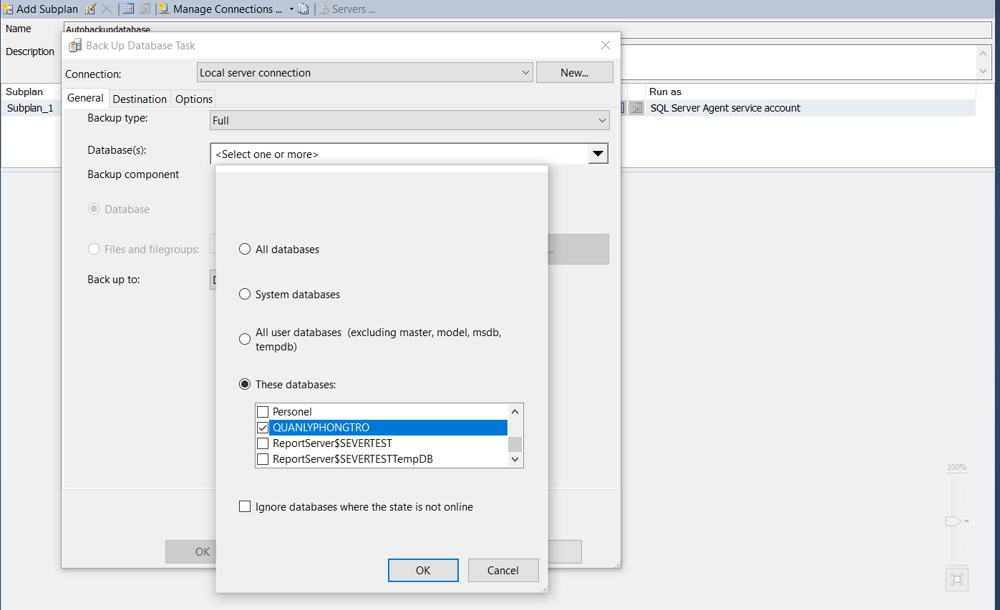 Add Subplan
Manage Connections ...
Servers ...
Name
Autobackupdatabase
Description
Back Up Database Task
Connection:
Local server connection
New...
Subplan
Run as
Subplan_1
SQL Server Agent service account
General
Destination
Options
Backup type:
Full
Database(s):
<Select one or more>
Backup component
Database
Files and filegroups:
...
Back up to:
All databases
System databases
All user databases (excluding master, model, msdb,
tempdb)
These databases:
Personel
QUANLYPHONGTRO
ReportServer$SEVERTEST
ReportServer$SEVERTESTTempDB
Ignore databases where the state is not online
OK
OK
Cancel
100%